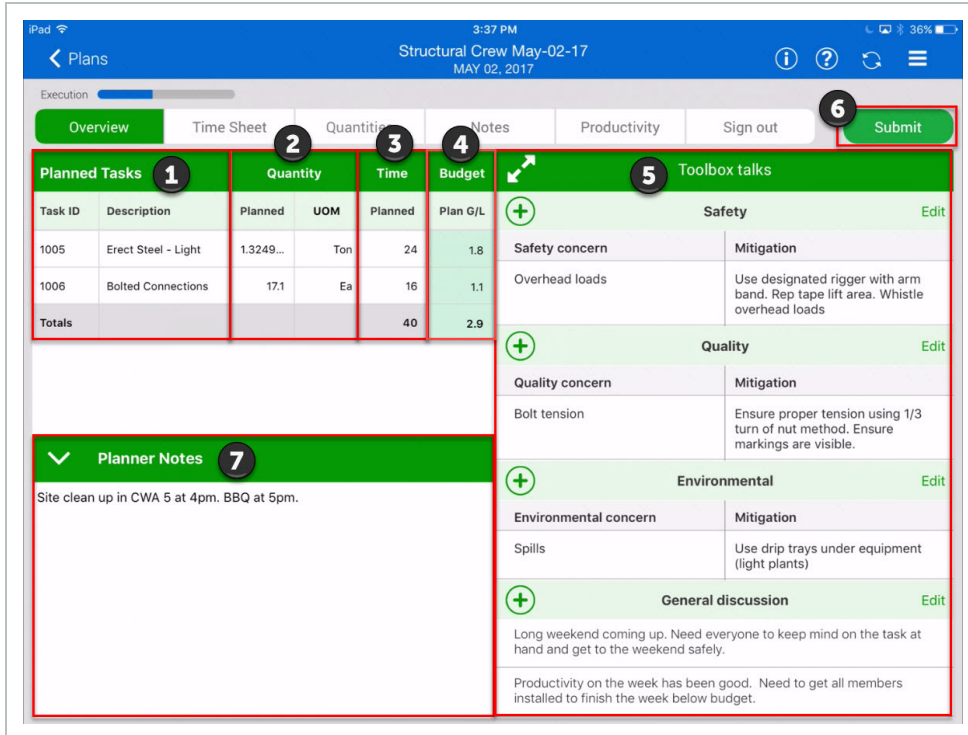 iPad 3:37 PM 36%
Plans Structural Crew May-02-17
MAY 02, 2017
Execution
6
Overview Time Sheet Quantities Notes Productivity Sign out Submit
2 3 4
Planned Tasks 1 Quantity Time Budget 5 Toolbox talks
Task ID Description Planned UOM Planned Plan G/L
1005 Erect Steel - Light 1.3249... Ton 24 1.8
1006 Bolted Connections 17.1 Ea 16 1.1
Totals 40 2.9
Safety Edit
Safety concern Mitigation
Overhead loads Use designated rigger with arm
band. Rep tape lift area. Whistle
overhead loads
Quality Edit
Quality concern Mitigation
Bolt tension Ensure proper tension using 1/3
turn of nut method. Ensure
markings are visible.
Environmental Edit
Environmental concern Mitigation
Spills Use drip trays under equipment
(light plants)
General discussion Edit
Long weekend coming up. Need everyone to keep mind on the task at
hand and get to the weekend safely.
Productivity on the week has been good. Need to get all members
installed to finish the week below budget.
Planner Notes 7
Site clean up in CWA 5 at 4pm. BBQ at 5pm.